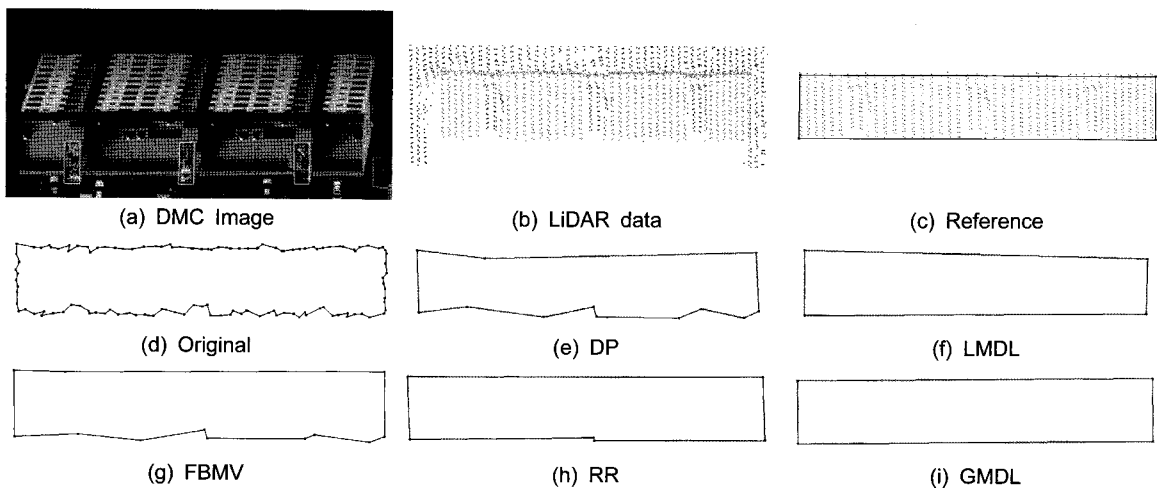 (a) DMC Image
(b) LiDAR data
(c) Reference
(d) Original
(e) DP
(f) LMDL
(g) FBMV
(h) RR
(i) GMDL